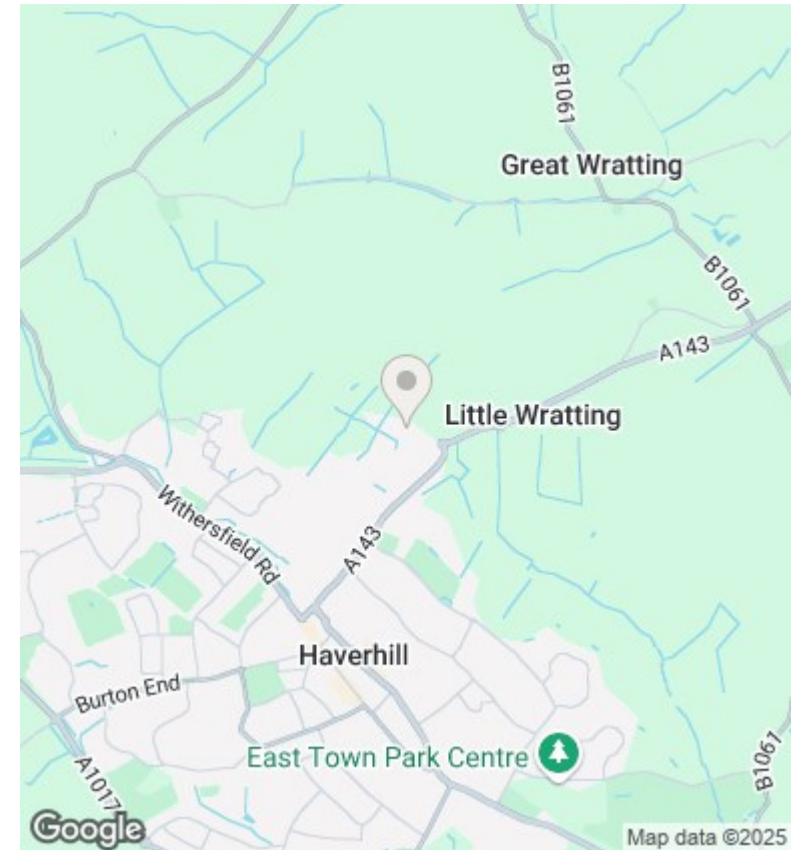 B1061
Great Wratting
B1061
A143
Little Wratting
Withersfield Rd
A143
Haverhill
Burton End
East Town Park Centre
B1061
A1017
Google
Map data ©2025